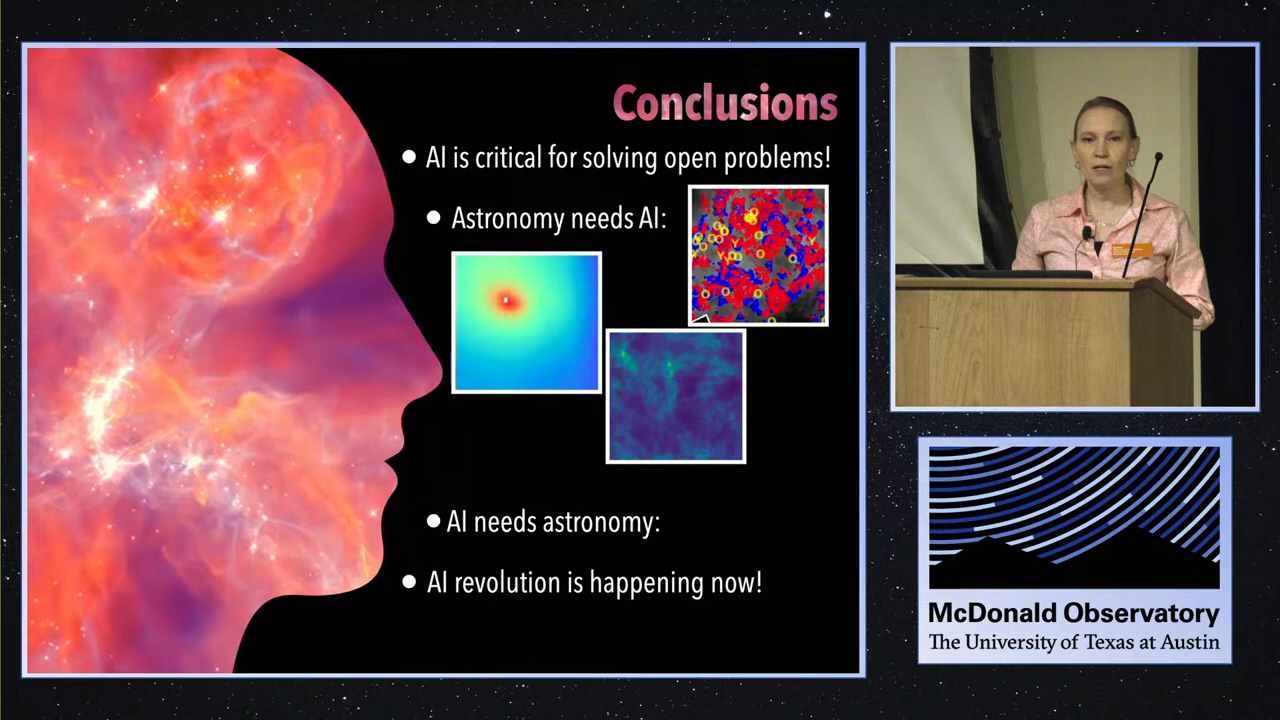 Conclusions
AI is critical for solving open problems!
Astronomy needs AI:
AI needs astronomy:
AI revolution is happening now!
McDonald Observatory
The University of Texas at Austin